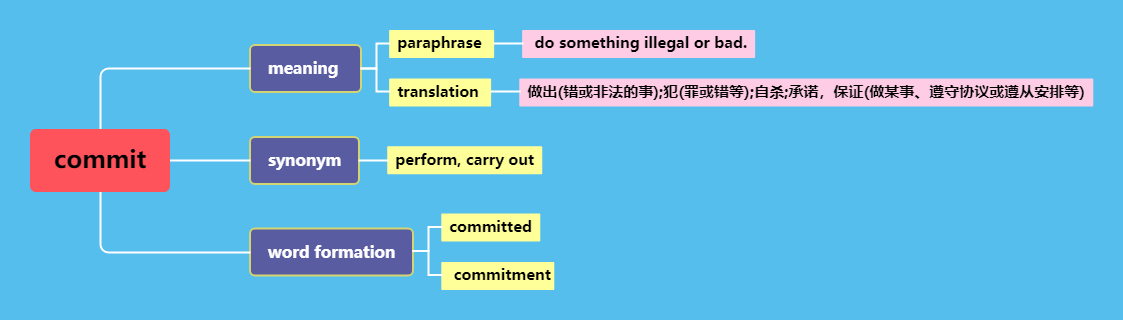 commit
meaning
paraphrase
do something illegal or bad.
translation
做出(错或非法的事);犯(罪或错等);自杀;承诺，保证(做某事、遵守协议或遵从安排等)
synonym
perform, carry out
word formation
committed
commitment